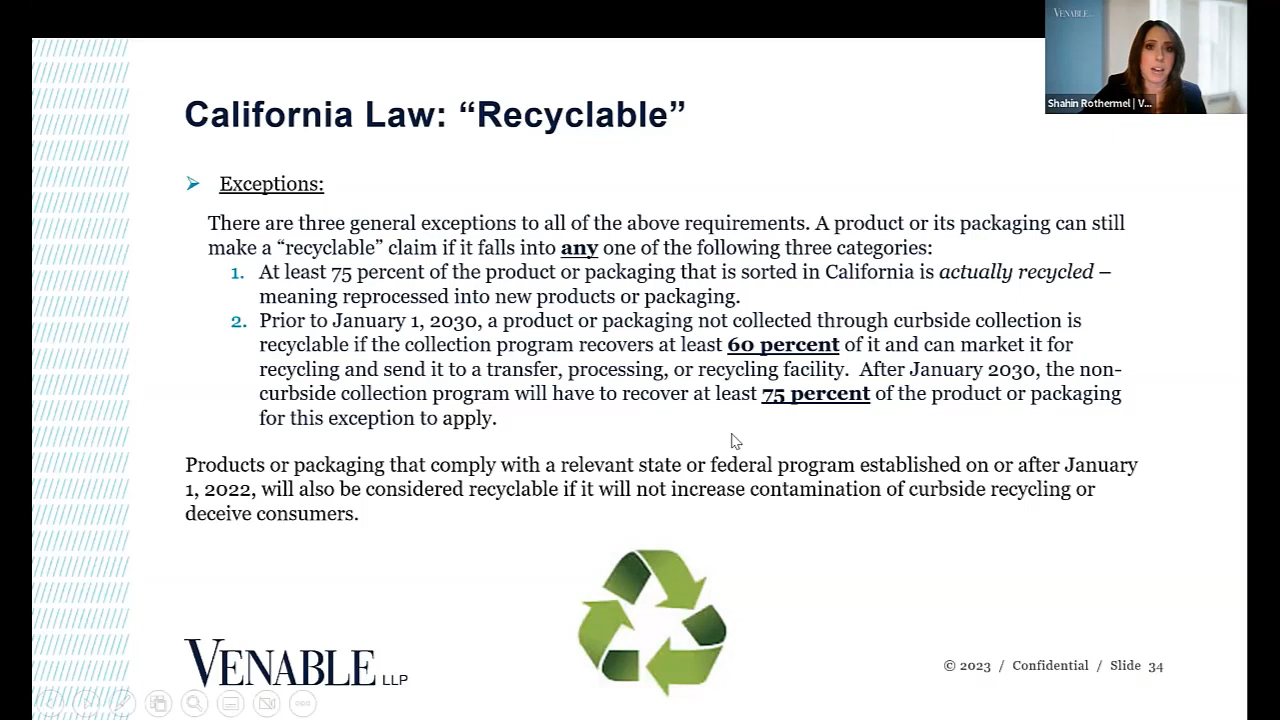 VENABLE
Shahin Rothermel | V...
California Law: “Recyclable”
Exceptions:
There are three general exceptions to all of the above requirements. A product or its packaging can still
make a “recyclable” claim if it falls into any one of the following three categories:
1. At least 75 percent of the product or packaging that is sorted in California is actually recycled –
meaning reprocessed into new products or packaging.
2. Prior to January 1, 2030, a product or packaging not collected through curbside collection is
recyclable if the collection program recovers at least 60 percent of it and can market it for
recycling and send it to a transfer, processing, or recycling facility. After January 2030, the non-
curbside collection program will have to recover at least 75 percent of the product or packaging
for this exception to apply.
Products or packaging that comply with a relevant state or federal program established on or after January
1, 2022, will also be considered recyclable if it will not increase contamination of curbside recycling or
deceive consumers.
VENABLE LLP
© 2023 / Confidential / Slide 34